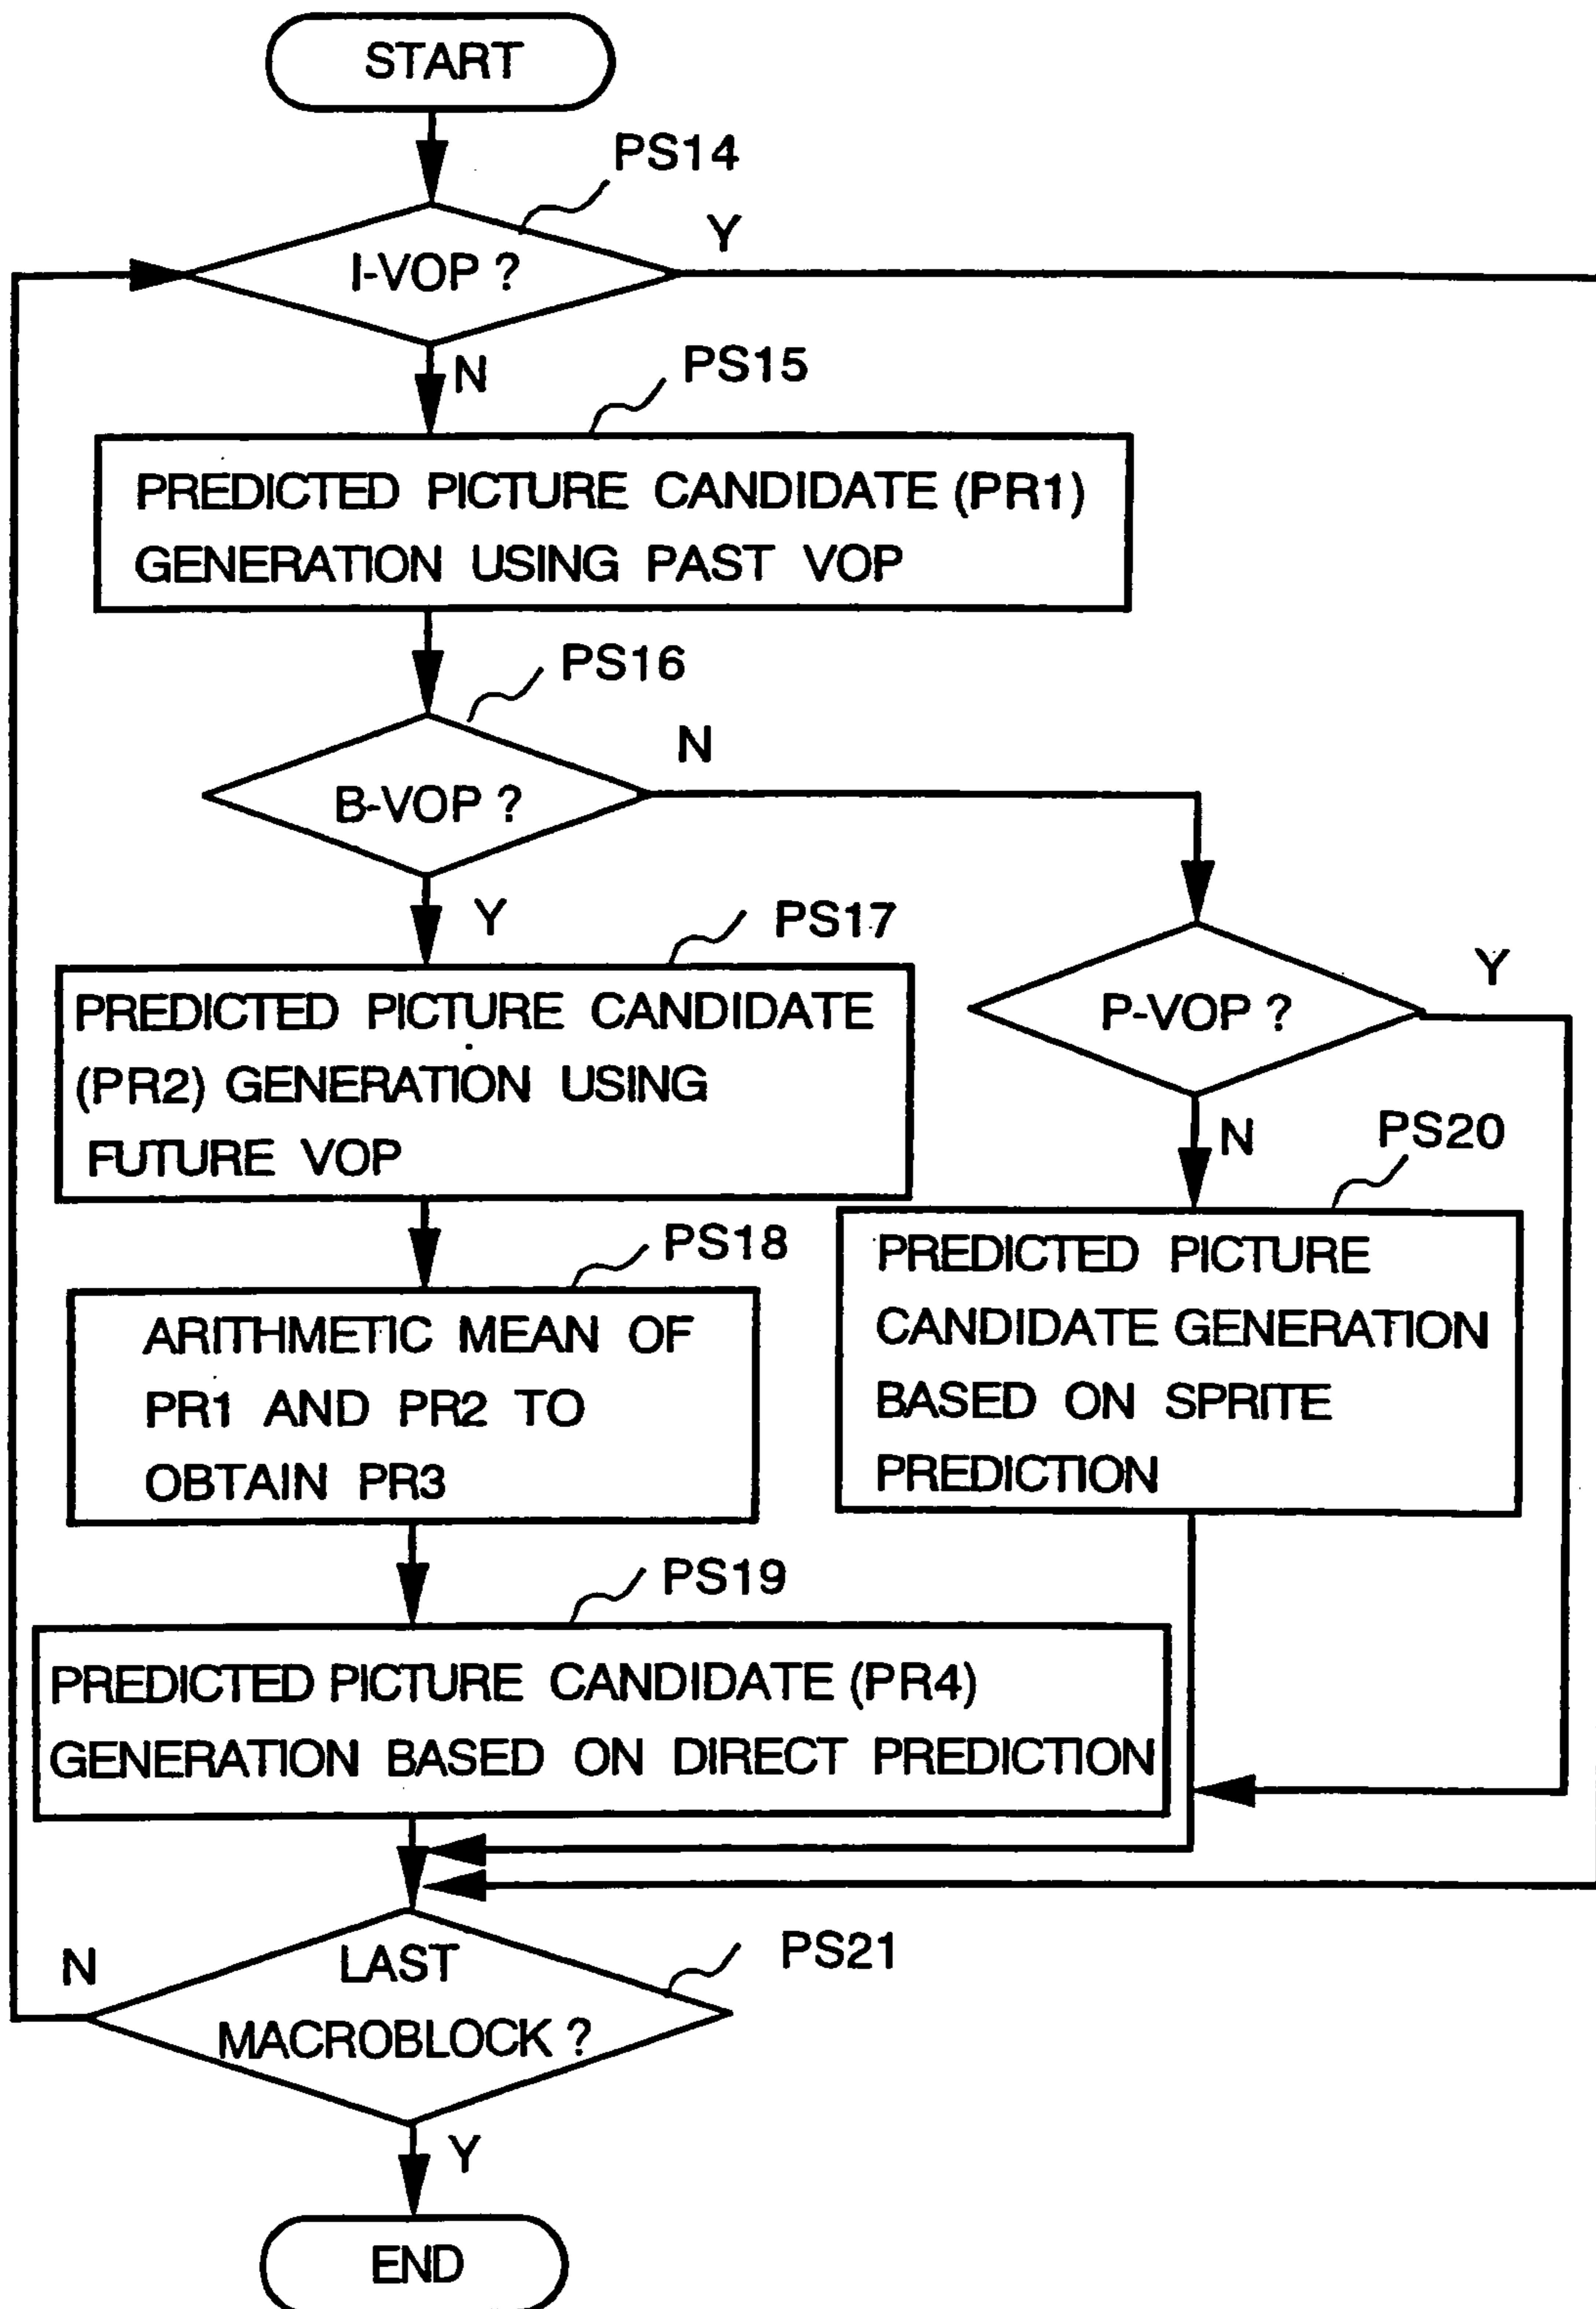 START
PS14
Y
I-VOP ?
N
PS15
PREDICTED PICTURE CANDIDATE (PR1)
GENERATION USING PAST VOP
PS16
N
B-VOP ?
Y
PS17
Y
P-VOP ?
PREDICTED PICTURE CANDIDATE
(PR2) GENERATION USING
FUTURE VOP
N
PS20
PS18
PREDICTED PICTURE
CANDIDATE GENERATION
BASED ON SPRITE
PREDICTION
ARITHMETIC MEAN OF
PR1 AND PR2 TO
OBTAIN PR3
PS19
PREDICTED PICTURE CANDIDATE (PR4)
GENERATION BASED ON DIRECT PREDICTION
N
LAST
MACROBLOCK ?
PS21
Y
END